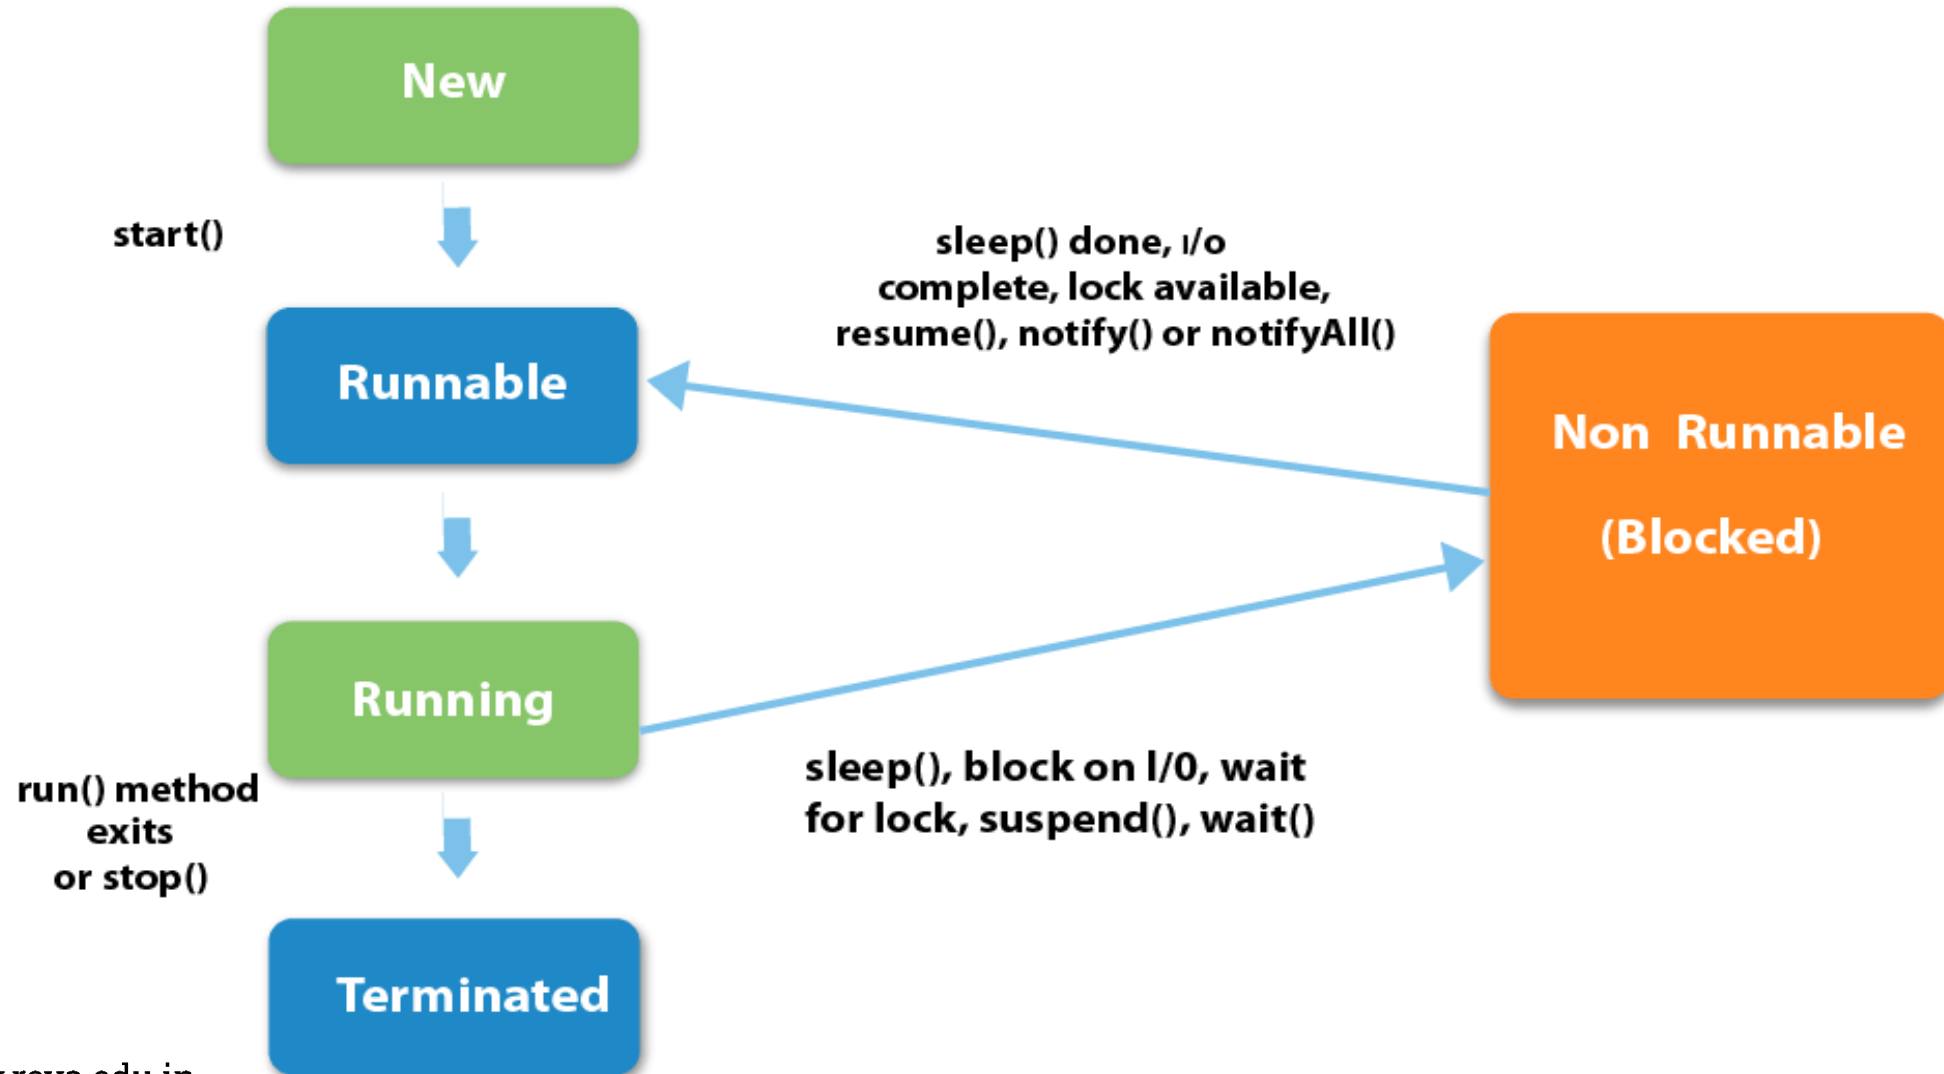 New
start()
sleep() done, ı/o
complete, lock available,
resume(), notify() or notifyAll()
Runnable
Non Runnable
(Blocked)
Running
run() method
exits
or stop()
sleep(), block on l/0, wait
for lock, suspend(), wait()
Terminated